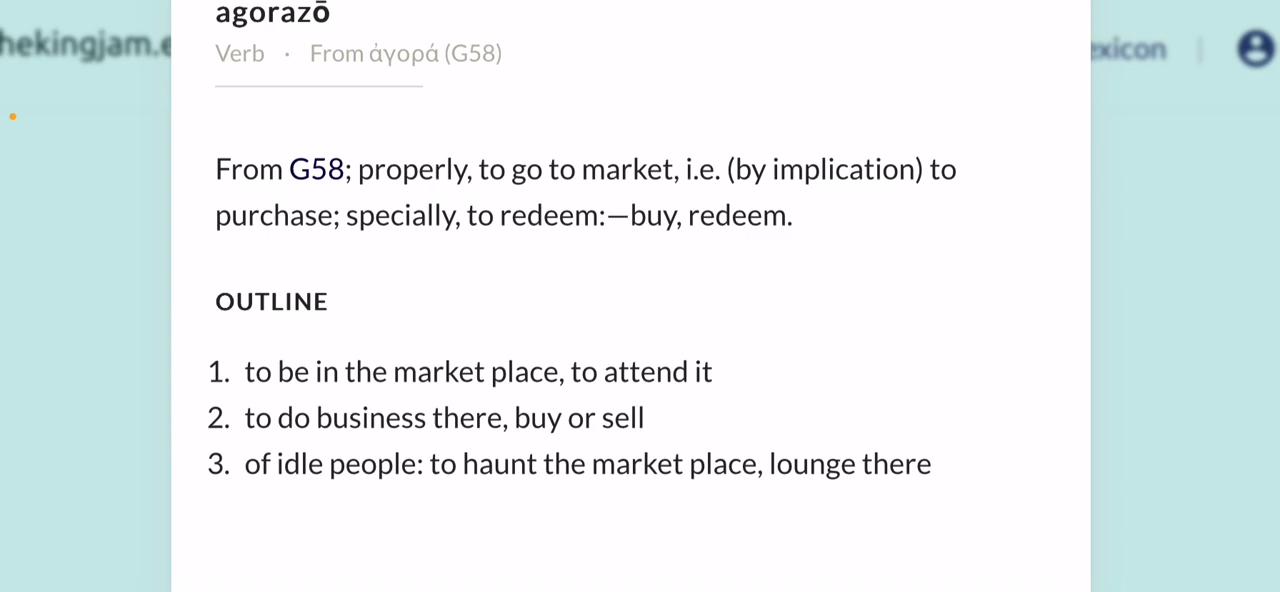 agorazō
hekingjam.e
exicon
Verb · From ἀγορά (G58)
From G58; properly, to go to market, i.e. (by implication) to
purchase; specially, to redeem:—buy, redeem.
OUTLINE
1. to be in the market place, to attend it
2. to do business there, buy or sell
3. of idle people: to haunt the market place, lounge there